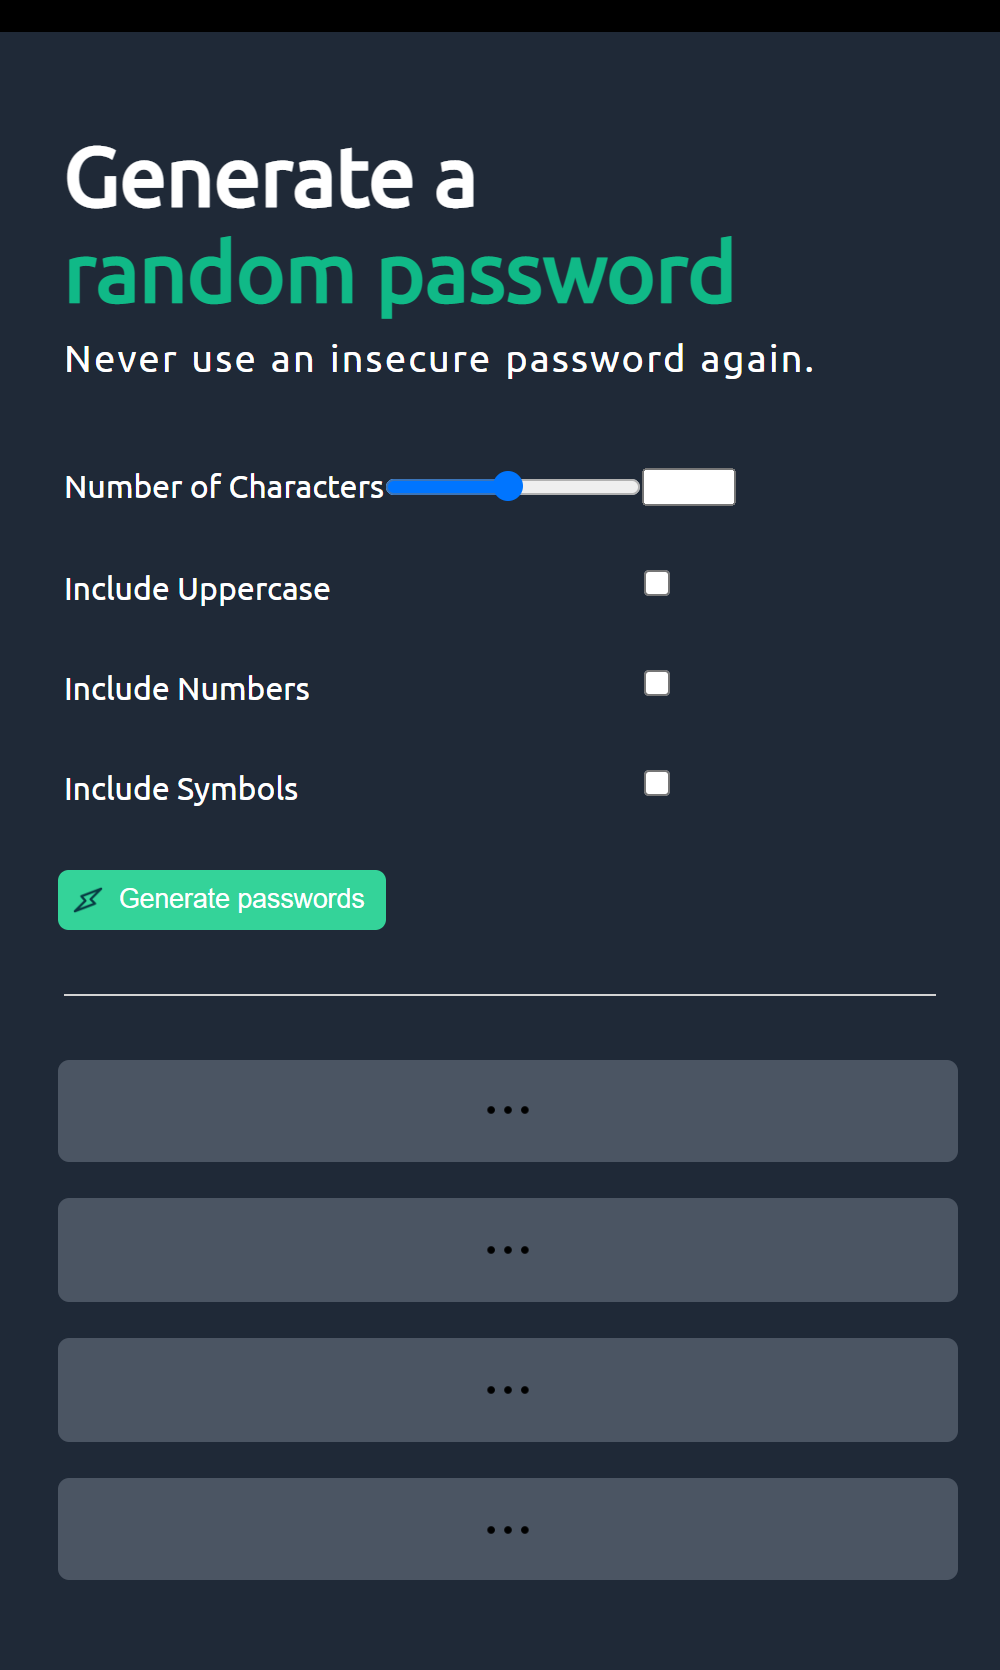 Generate a
random password
Never use an insecure password again.
Number of Characters
Include Uppercase
Include Numbers
Include Symbols
Generate passwords
...
...
...
...